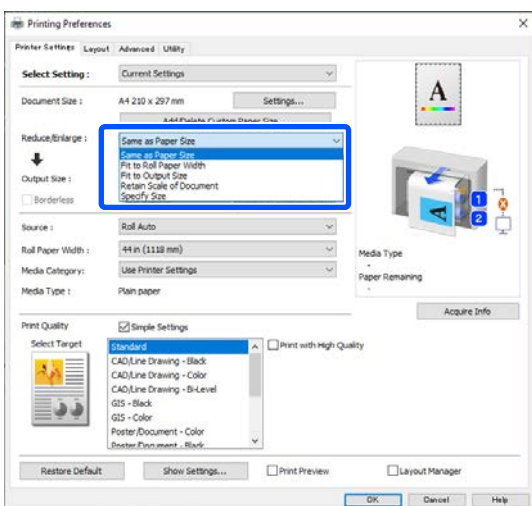 Printing Preferences
Printer Settings Layout Advanced Utility
Select Setting : Current Settings
Document Size : A4 210 x 297 mm Settings...
Add/Delete Custom Paper Size...
Reduce/Enlarge : Same as Paper Size
Same as Paper Size
Fit to Roll Paper Width
Output Size : Fit to Output Size
Retain Scale of Document
Borderless Specify Size
Source : Roll Auto
Roll Paper Width : 44 in (1118 mm)
Media Category: Use Printer Settings
Media Type : Plain paper
A
A
1
2
Media Type
-
Paper Remaining
-
Acquire Info
Print Quality Simple Settings
Select Target Standard Print with High Quality
CAD/Line Drawing - Black
CAD/Line Drawing - Color
CAD/Line Drawing - Bi-Level
GIS - Black
GIS - Color
Poster/Document - Color
Poster/Document - Black
Restore Default Show Settings... Print Preview Layout Manager
OK Cancel Help